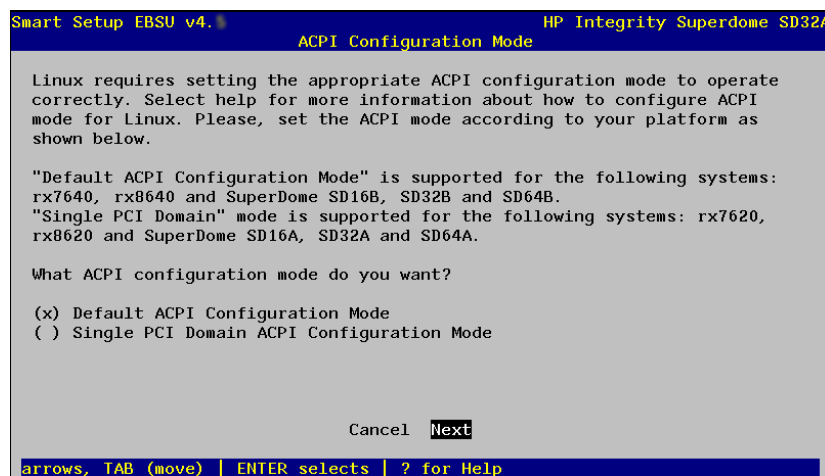 Smart Setup EBSU v4. HP Integrity Superdome SD32A
ACPI Configuration Mode
Linux requires setting the appropriate ACPI configuration mode to operate
correctly. Select help for more information about how to configure ACPI
mode for Linux. Please, set the ACPI mode according to your platform as
shown below.
"Default ACPI Configuration Mode" is supported for the following systems:
rx7640, rx8640 and SuperDome SD16B, SD32B and SD64B.
"Single PCI Domain" mode is supported for the following systems: rx7620,
rx8620 and SuperDome SD16A, SD32A and SD64A.
What ACPI configuration mode do you want?
(x) Default ACPI Configuration Mode
( ) Single PCI Domain ACPI Configuration Mode
Cancel Next
arrows, TAB (move) | ENTER selects | ? for Help